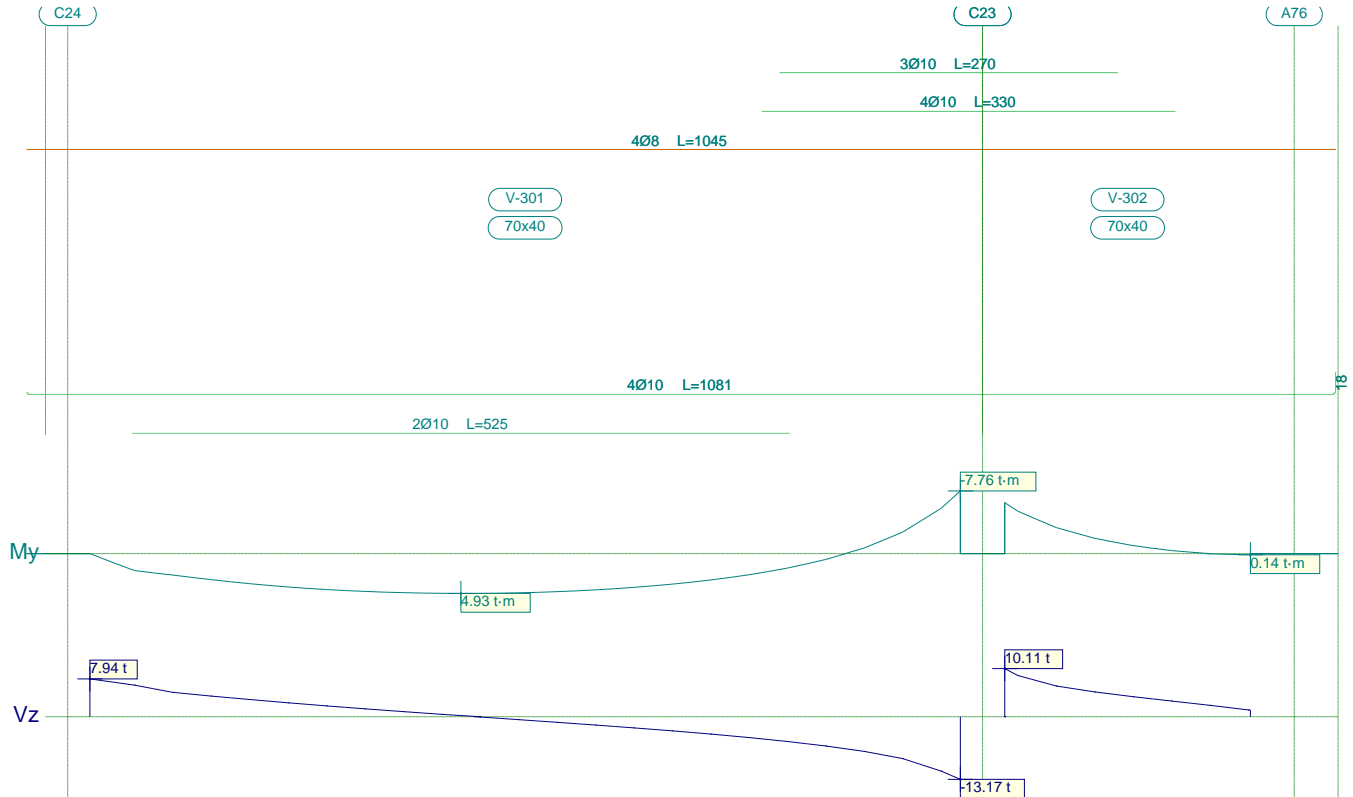 C24 C23 A76
3Ø10 L=270
4Ø10 L=330
4Ø8 L=1045
V-301 V-302
70x40 70x40
4Ø10 L=1081 18
2Ø10 L=525
-7.76 t·m
My
0.14 t·m
4.93 t·m
7.94 t 10.11 t
Vz
-13.17 t